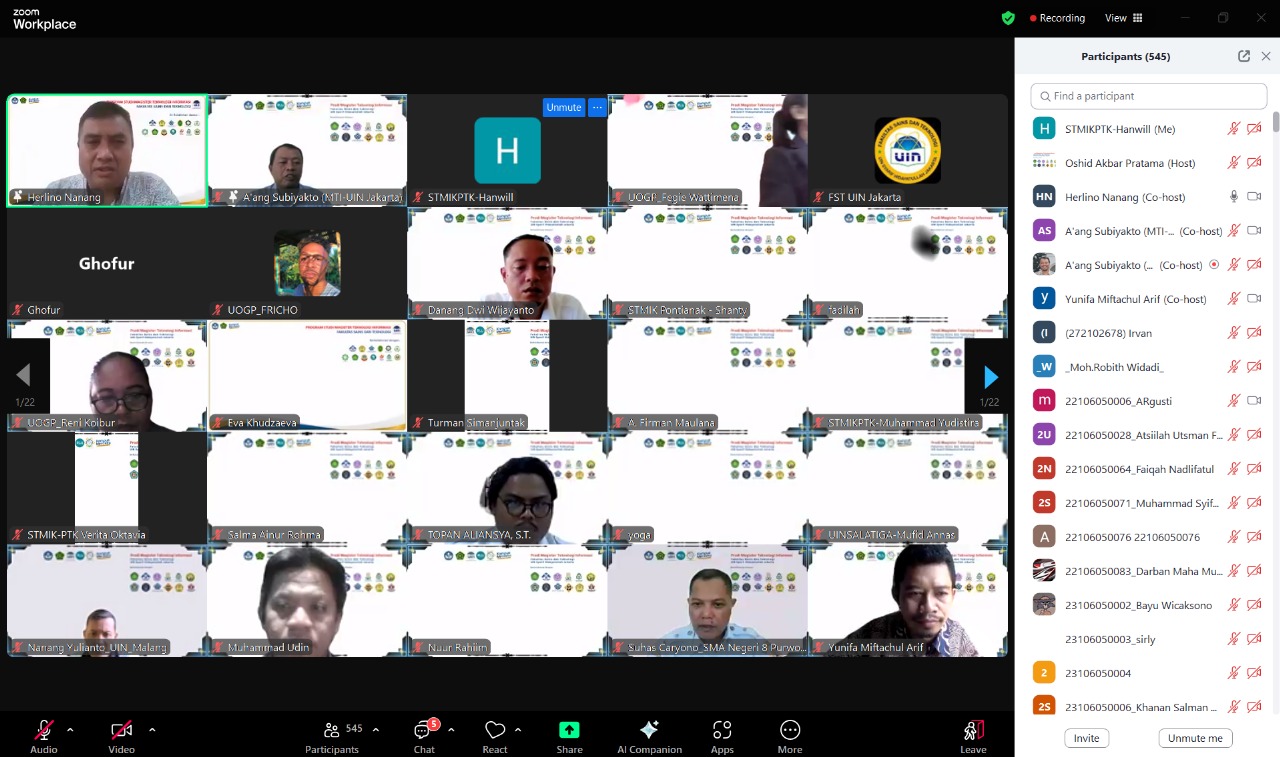 zoom
Workplace
Recording
View
Participants (545)
Find a participant
Herlino Nanang
A'ang Subiyakto (MTI-UIN Jakarta)
Unmute
H
STMIKPTK-Hanwill
UOGP_Fegie Wattimena
uin
FST UIN Jakarta
Ghofur
Ghofur
UOGP_FRICHO
Danang Dwi Wijayanto
STMIK Pontianak - Shanty
fadilah
1/22
UOGP_Reni Koibur
Eva Khudzaeva
Turman Simanjuntak
A. Firman Maulana
STMIKPTK-Muhammad Yudistira
1/22
STMIK-PTK Verita Oktavia
Salma Ainur Rohma
TOPAN ALIANSYA, S.T.
yoga
UINSALATIGA-Mufid Annas
Nanang Yulianto_UIN_Malang
Muhammad Udin
Nuur Rahiim
Suhas Caryono_SMA Negeri 8 Purwo...
Yunifa Miftachul Arif
Prodi Magister Teknologi Informasi
H STMIKPTK-Hanwill (Me)
Oshid Akbar Pratama (Host)
HN Herlino Nanang (Co-host)
AS A'ang Subiyakto (MTI-... (Co-host)
A'ang Subiyakto (... (Co-host)
y Yunifa Miftachul Arif (Co-host)
(I (032678) Irvan
_W _Moh.Robith Widadi_
m 22106050006_ARgusti
2U 22106050028_Atsiilah Utsman F...
2N 22106050064_Faiqah Nadlifatul
2S 22106050071_Muhammad Syif...
A 22106050076 22106050076
22106050083_Darban Maha Mu...
23106050002_Bayu Wicaksono
23106050003_sirly
2 23106050004
2S 23106050006_Khanan Salman ...
Invite
Unmute me
Audio
Video
545
Participants
5
Chat
React
Share
AI Companion
Apps
More
Leave